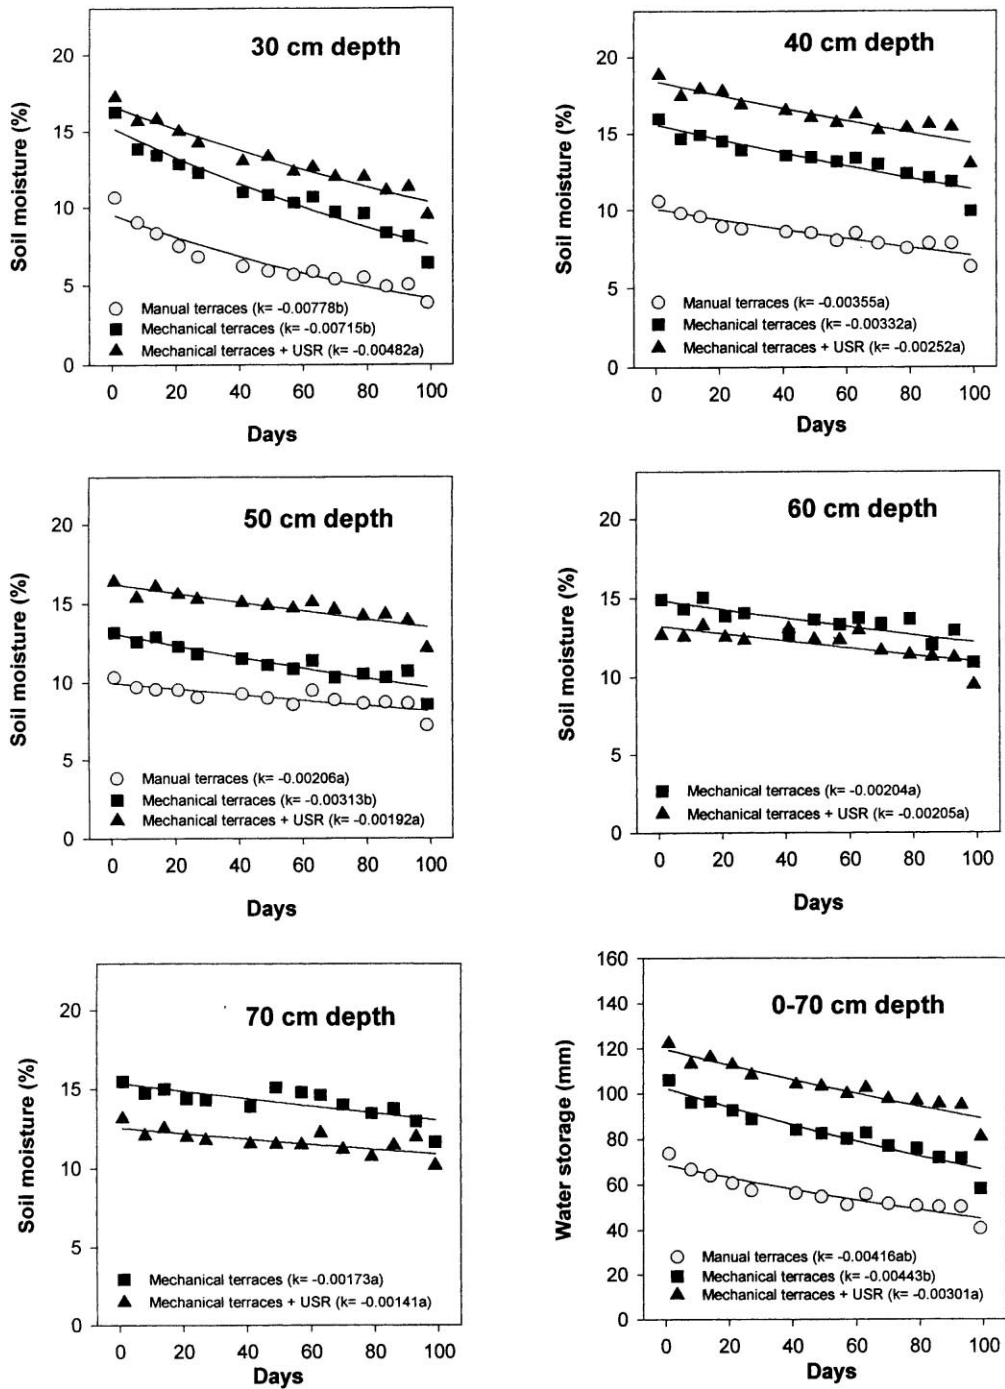 30 cm depth
Soil moisture (%)
20
15
10
5
0
Manual terraces (k= -0.00778b)
Mechanical terraces (k= -0.00715b)
Mechanical terraces + USR (k= -0.00482a)
0 20 40 60 80 100
Days
40 cm depth
Soil moisture (%)
20
15
10
5
0
Manual terraces (k= -0.00355a)
Mechanical terraces (k= -0.00332a)
Mechanical terraces + USR (k= -0.00252a)
0 20 40 60 80 100
Days
50 cm depth
Soil moisture (%)
20
15
10
5
0
Manual terraces (k= -0.00206a)
Mechanical terraces (k= -0.00313b)
Mechanical terraces + USR (k= -0.00192a)
0 20 40 60 80 100
Days
60 cm depth
Soil moisture (%)
20
15
10
5
0
Mechanical terraces (k= -0.00204a)
Mechanical terraces + USR (k= -0.00205a)
0 20 40 60 80 100
Days
70 cm depth
Soil moisture (%)
20
15
10
5
0
Mechanical terraces (k= -0.00173a)
Mechanical terraces + USR (k= -0.00141a)
0 20 40 60 80 100
Days
0-70 cm depth
Water storage (mm)
160
140
120
100
80
60
40
20
0
Manual terraces (k= -0.00416ab)
Mechanical terraces (k= -0.00443b)
Mechanical terraces + USR (k= -0.00301a)
0 20 40 60 80 100
Days